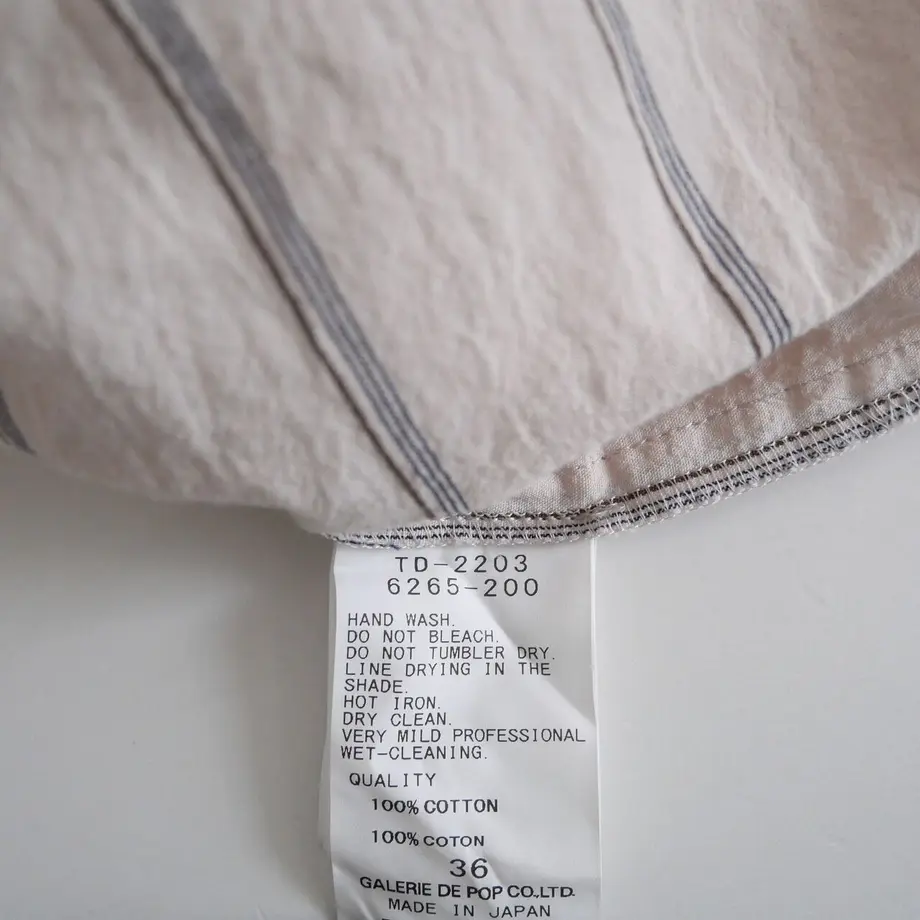 TD-2203
6265-200
HAND WASH.
DO NOT BLEACH.
DO NOT TUMBLER DRY.
LINE DRYING IN THE
SHADE.
HOT IRON.
DRY CLEAN.
VERY MILD PROFESSIONAL
WET-CLEANING.
QUALITY
100% COTTON
100% COTON
36
GALERIE DE POP CO.,LTD.
MADE IN JAPAN